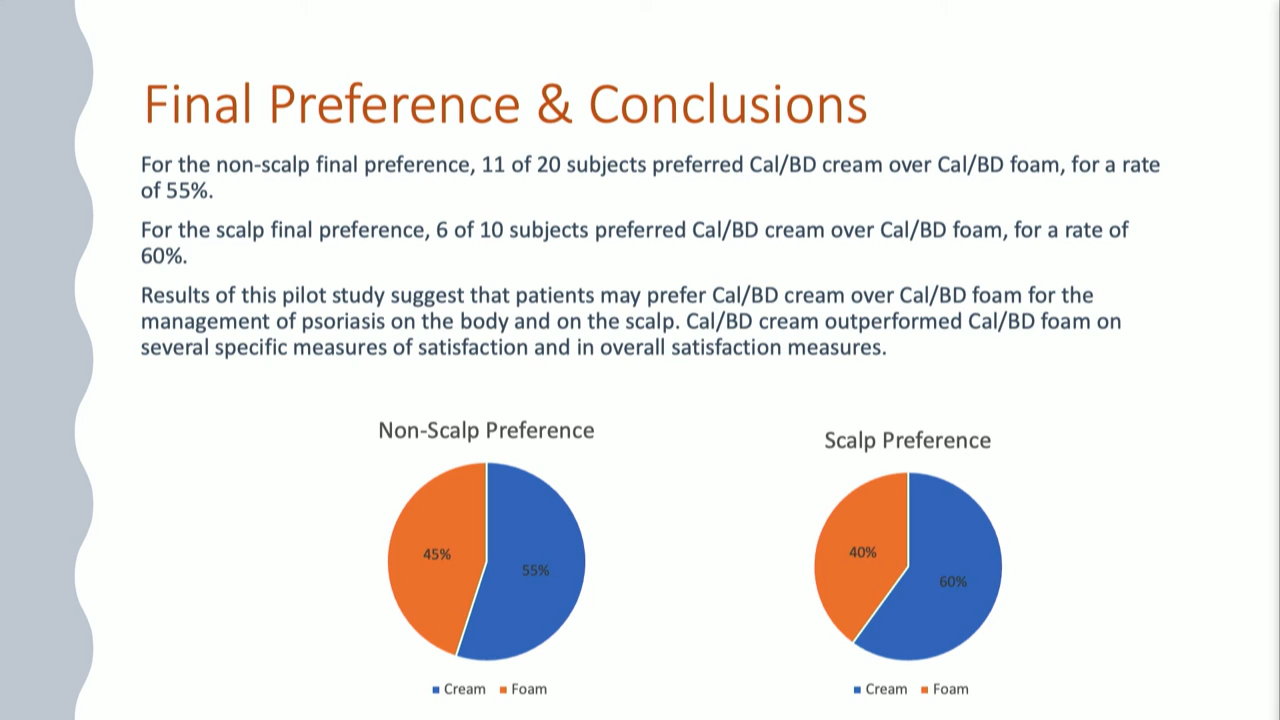 Final Preference & Conclusions
For the non-scalp final preference, 11 of 20 subjects preferred Cal/BD cream over Cal/BD foam, for a rate
of 55%.
For the scalp final preference, 6 of 10 subjects preferred Cal/BD cream over Cal/BD foam, for a rate of
60%.
Results of this pilot study suggest that patients may prefer Cal/BD cream over Cal/BD foam for the
management of psoriasis on the body and on the scalp. Cal/BD cream outperformed Cal/BD foam on
several specific measures of satisfaction and in overall satisfaction measures.
Non-Scalp Preference
45%
55%
Cream Foam
Scalp Preference
40%
60%
Cream Foam